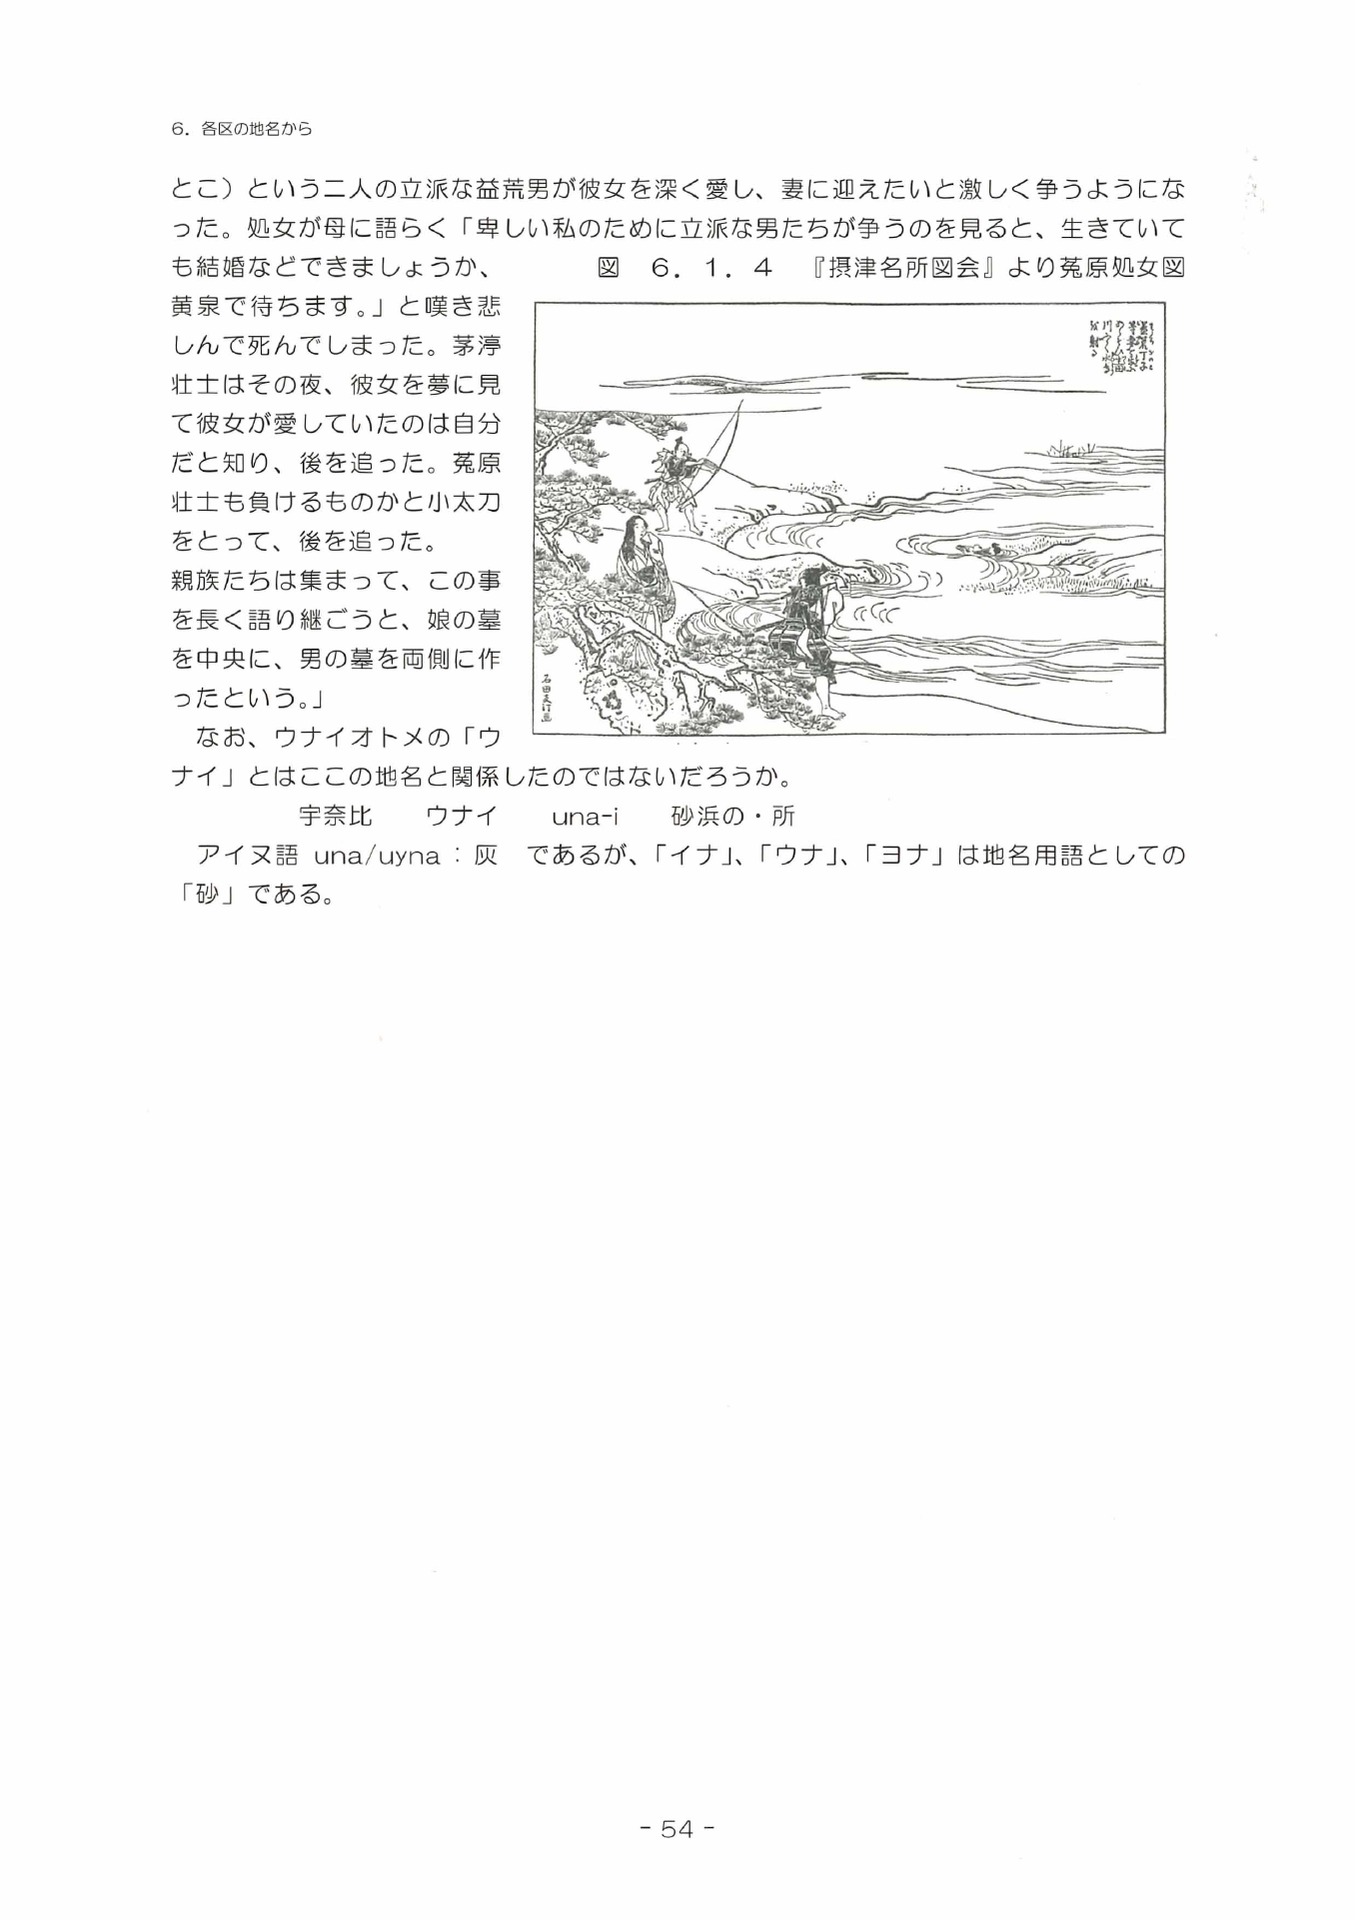 6．各区の地名から
とこ）という二人の立派な益荒男が彼女を深く愛し、妻に迎えたいと激しく争うようにな
った。処女が母に語らく「卑しい私のために立派な男たちが争うのを見ると、生きていて
も結婚などできましょうか、
図　6．1．4　『摂津名所図会』より菟原処女図
黄泉で待ちます。」と嘆き悲
しんで死んでしまった。茅渟
壮士はその夜、彼女を夢に見
て彼女が愛していたのは自分
だと知り、後を追った。菟原
壮士も負けるものかと小太刀
をとって、後を追った。
親族たちは集まって、この事
を長く語り継ごうと、娘の墓
を中央に、男の墓を両側に作
ったという。」
なお、ウナイオトメの「ウ
ナイ」とはここの地名と関係したのではないだろうか。
宇奈比　　ウナイ　　una-i　　砂浜の・所
アイヌ語 una/uyna：灰　であるが、「イナ」、「ウナ」、「ヨナ」は地名用語としての
「砂」である。
- 54 -